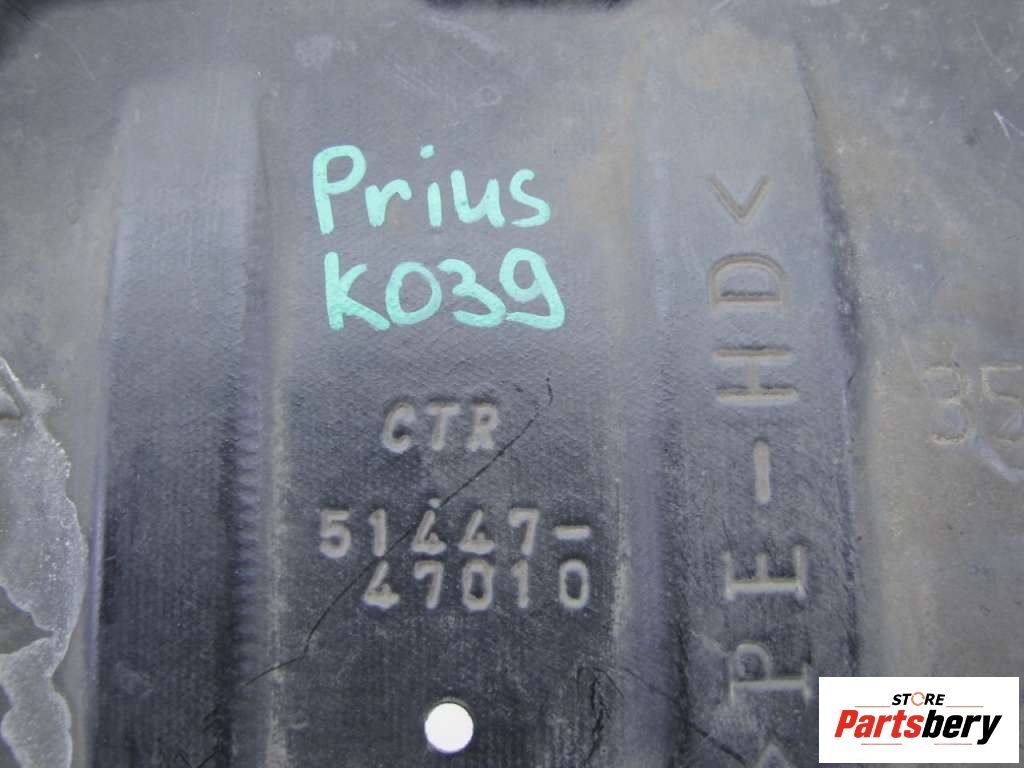 Prius
K039
CTR
51447-
47010
>PE-HD<
35
STORE
Partsbery